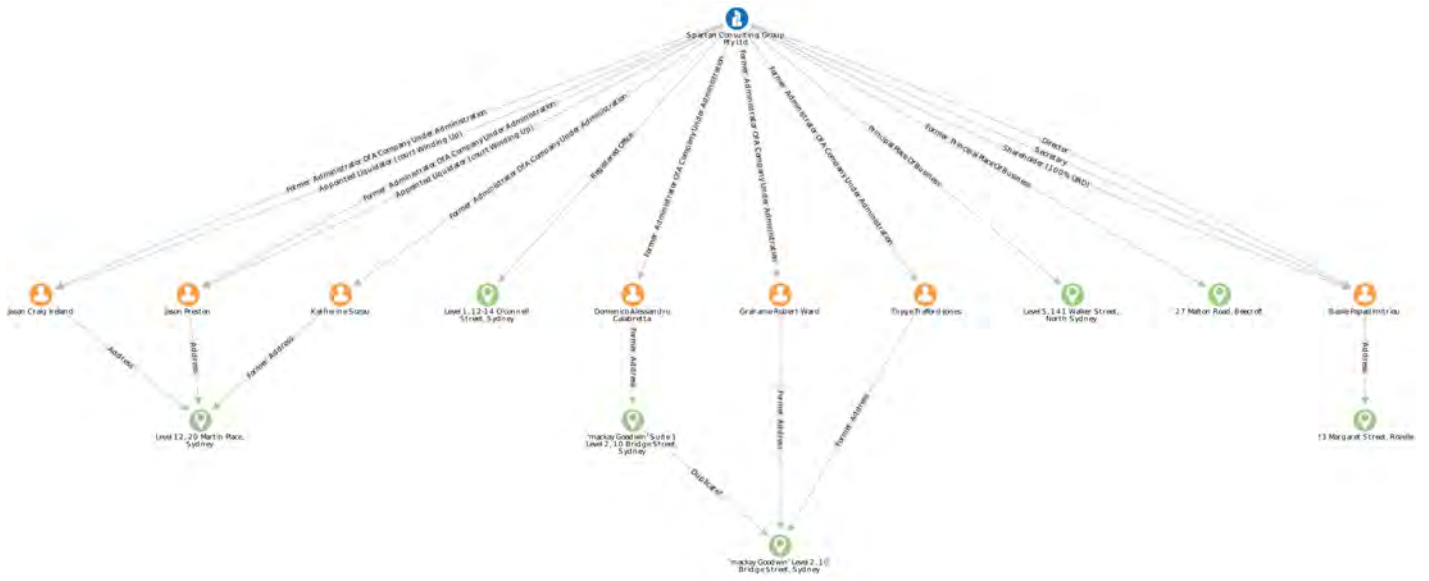 Spartan Consulting Group
Pty Ltd
Former Administrator Of A Company Under Administration
Appointed Liquidator (court Winding Up)
Former Administrator Of A Company Under Administration
Appointed Liquidator (court Winding Up)
Former Administrator Of A Company Under Administration
Registered Office
Former Administrator Of A Company Under Administration
Former Administrator Of A Company Under Administration
Former Administrator Of A Company Under Administration
Principal Place Of Business
Former Principal Place Of Business
Director
Secretary
Shareholder (100% ORD)
Jason Craig Ireland
Jason Preston
Katherine Sozou
Level 1, 12-14 O'connell
Street, Sydney
Domenico Alessandro
Calabretta
Grahame Robert Ward
Thyge Trafford-Jones
Level 5, 141 Walker Street,
North Sydney
27 Malton Road, Beecroft
Papadimitriou
Address
Address
Former Address
Former Address
Former Address
Former Address
Address
Level 12, 20 Martin Place,
Sydney
'mackay Goodwin' Suite 1
Level 2, 10 Bridge Street,
Sydney
Margaret Street, Rozelle
Duplicate?
'mackay Goodwin' Level 2, 10
Bridge Street, Sydney